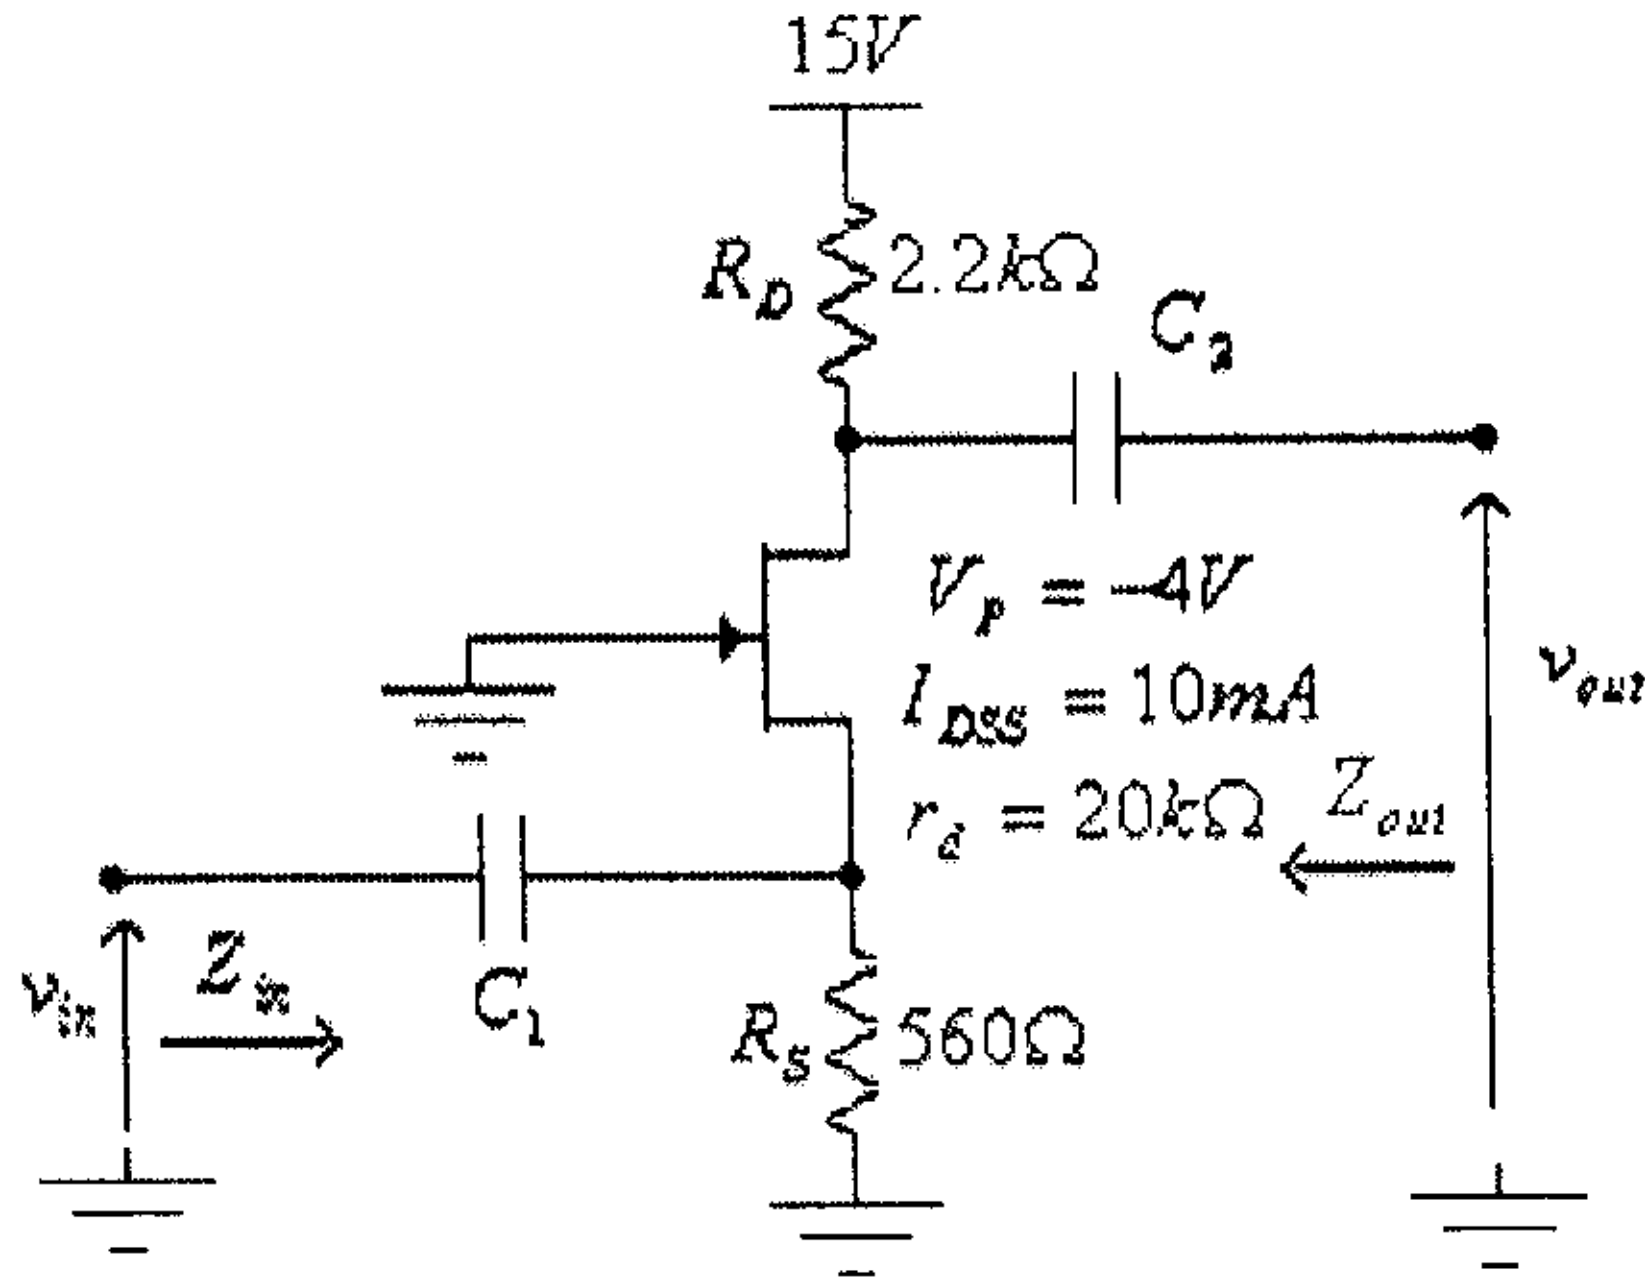 15V
R_D 2.2kΩ
C_2
V_p = -4V
I_DSS = 10mA
r_d = 20kΩ
v_out
Z_out
v_in
Z_in
C_1
R_S 560Ω